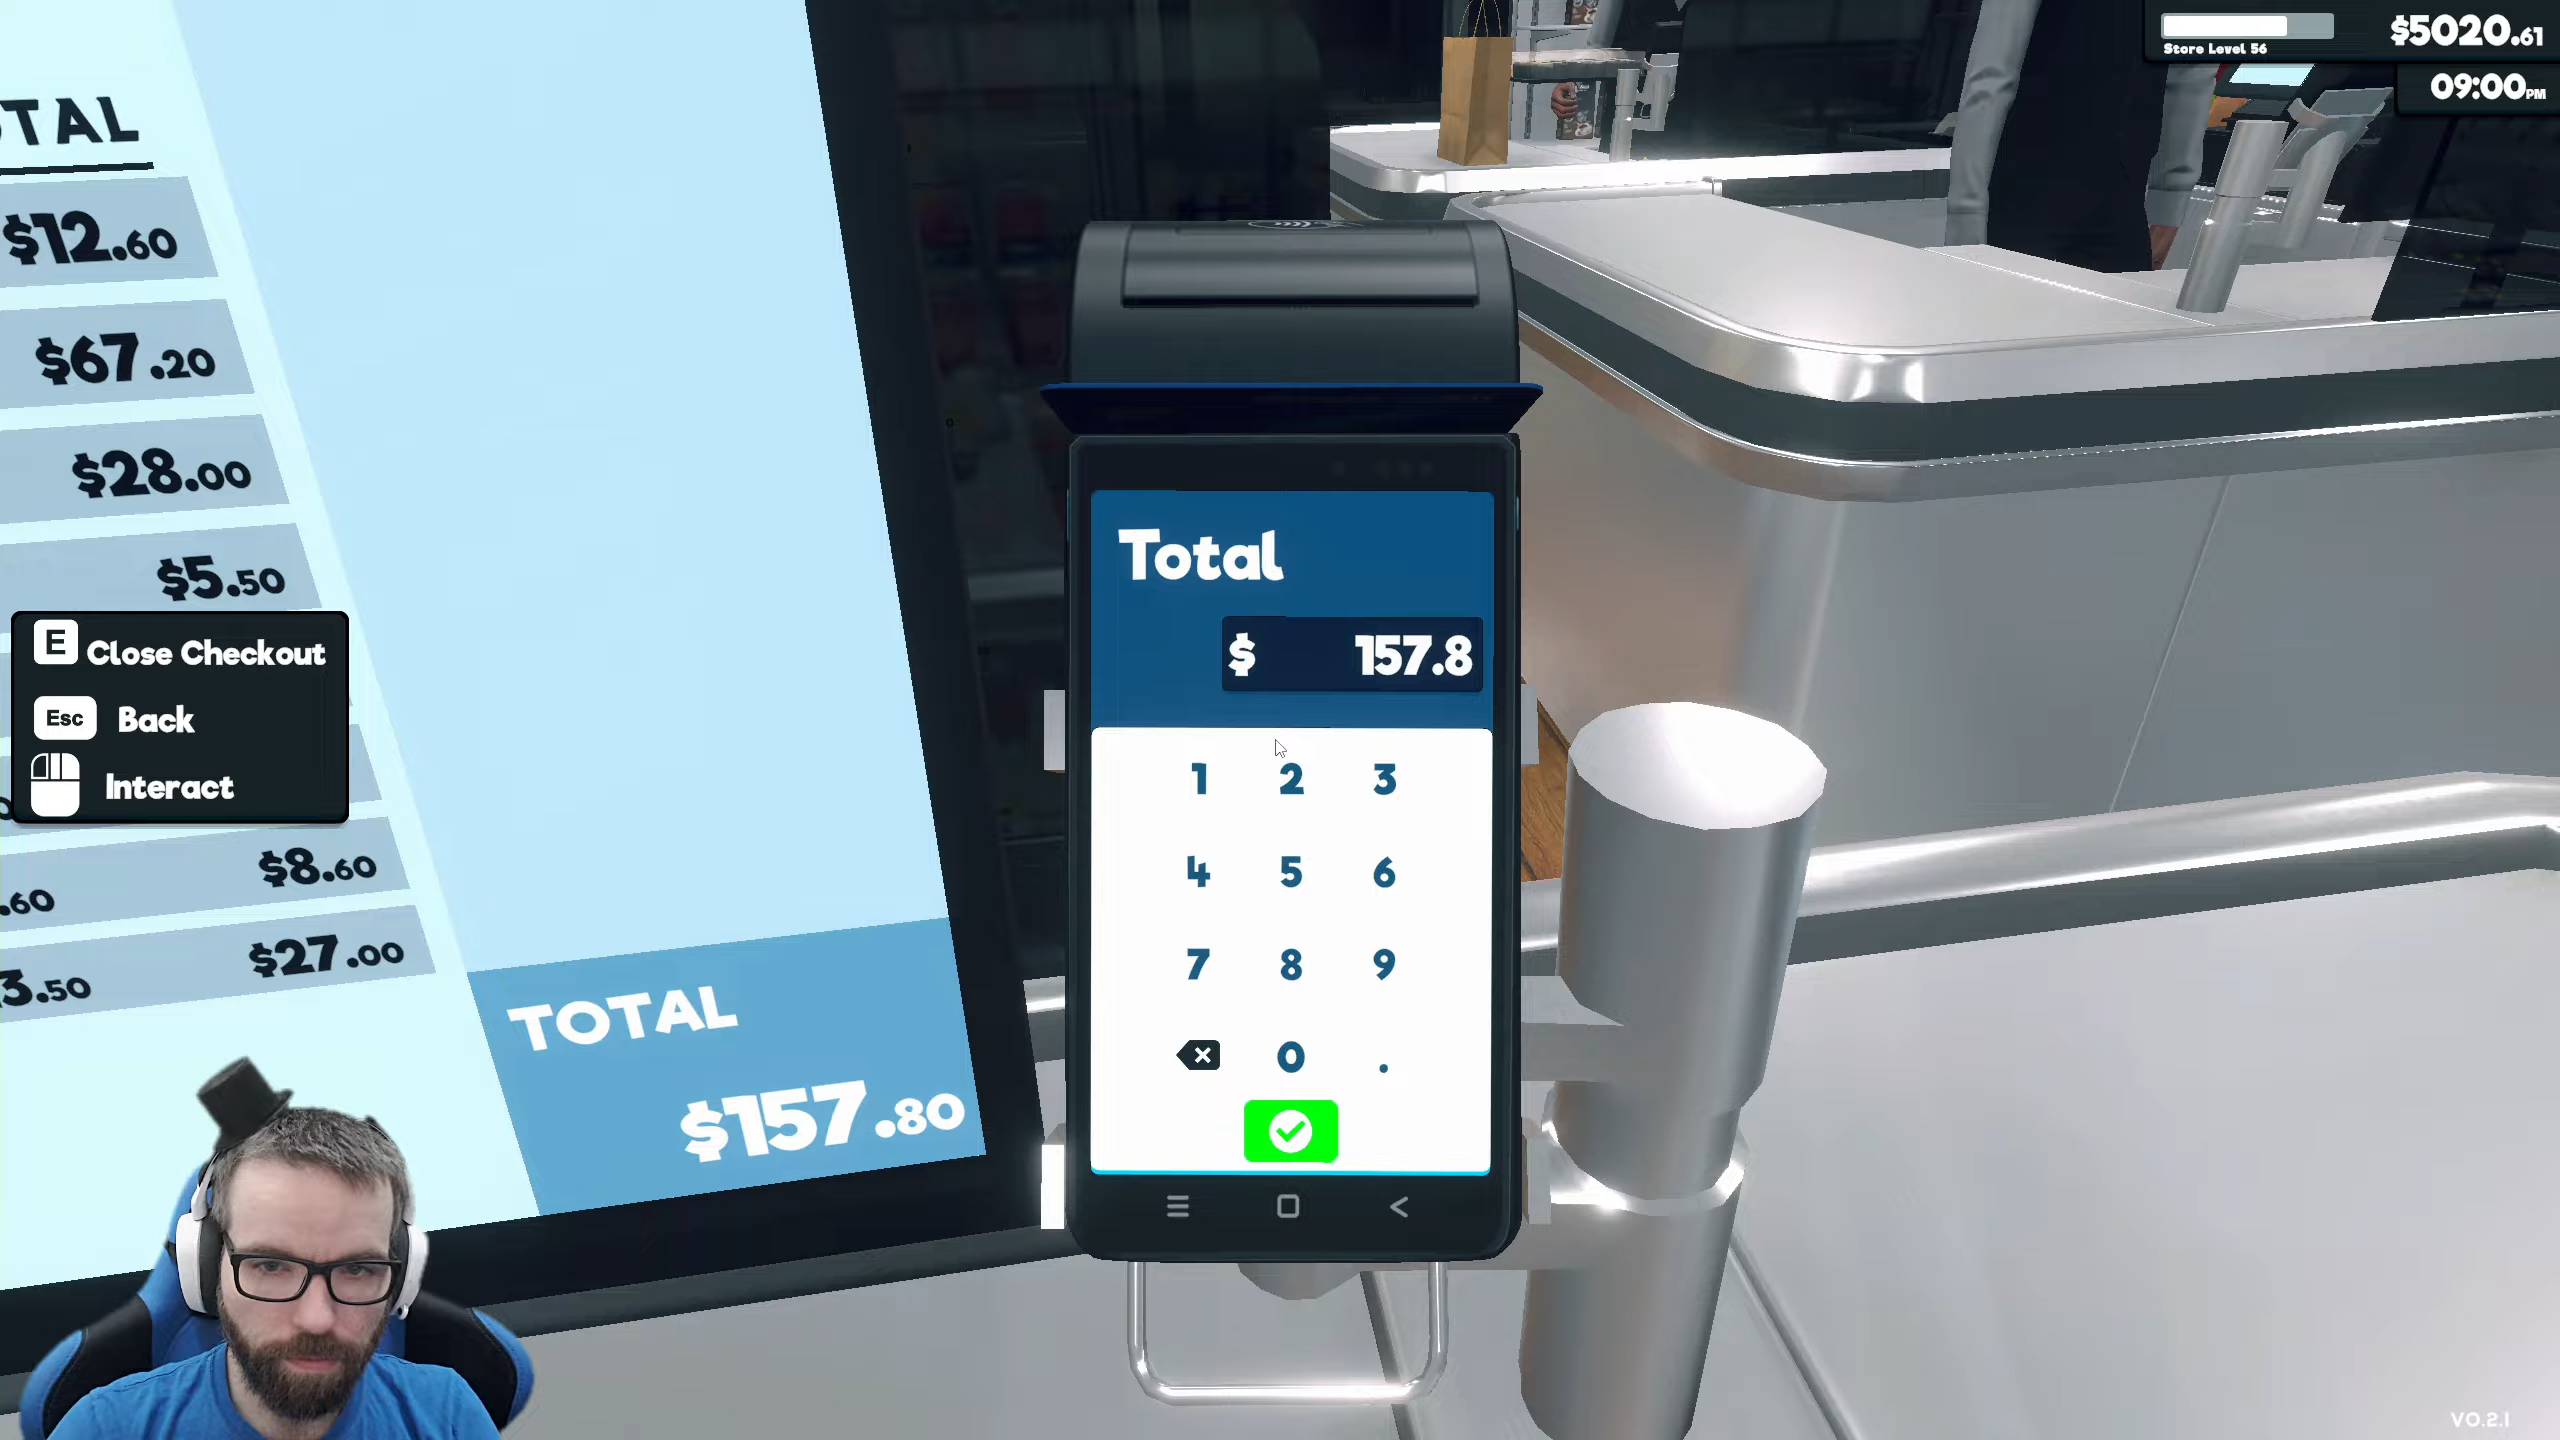 TAL
$12.60
$67.20
$28.00
$5.50
E Close Checkout
Esc Back
Interact
.60 $8.60
3.50 $27.00
TOTAL
$157.80
Total
$ 157.8
1 2 3
4 5 6
7 8 9
0 .
Store Level 56
$5020.61
09:00PM
V0.2.1